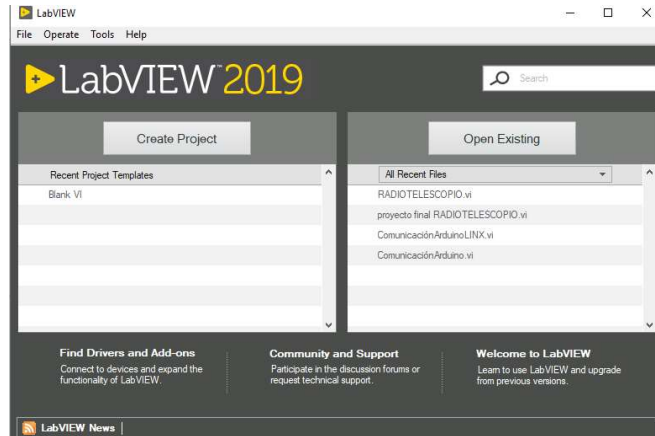 LabVIEW
File Operate Tools Help
LabVIEW™ 2019
Search
Create Project
Open Existing
Recent Project Templates
Blank VI
All Recent Files
RADIOTELESCOPIO.vi
proyecto final RADIOTELESCOPIO.vi
ComunicaciónArduinoLINX.vi
ComunicaciónArduino.vi
Find Drivers and Add-ons
Connect to devices and expand the
functionality of LabVIEW.
Community and Support
Participate in the discussion forums or
request technical support.
Welcome to LabVIEW
Learn to use LabVIEW and upgrade
from previous versions.
LabVIEW News